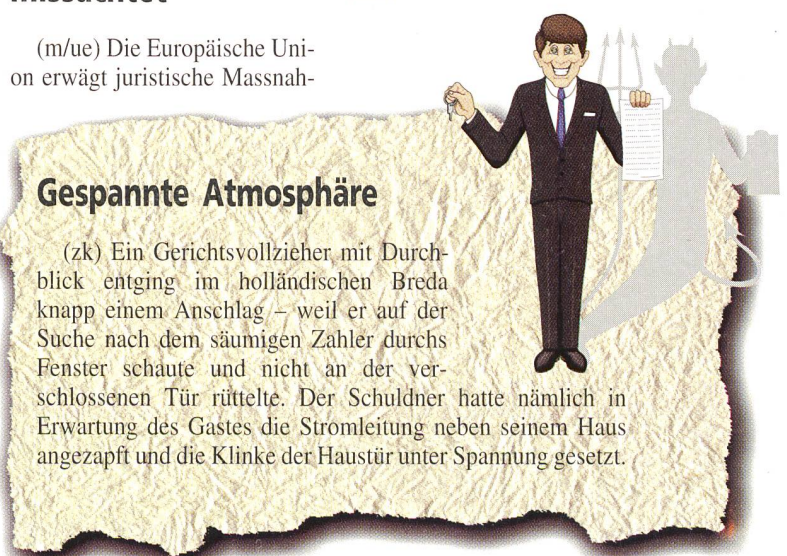 (m/ue) Die Europäische Uni-
on erwägt juristische Massnah-
Gespannte Atmosphäre
(zk) Ein Gerichtsvollzieher mit Durch-
blick entging im holländischen Breda
knapp einem Anschlag – weil er auf der
Suche nach dem säumigen Zahler durchs
Fenster schaute und nicht an der ver-
schlossenen Tür rüttelte. Der Schuldner hatte nämlich in
Erwartung des Gastes die Stromleitung neben seinem Haus
angezapft und die Klinke der Haustür unter Spannung gesetzt.